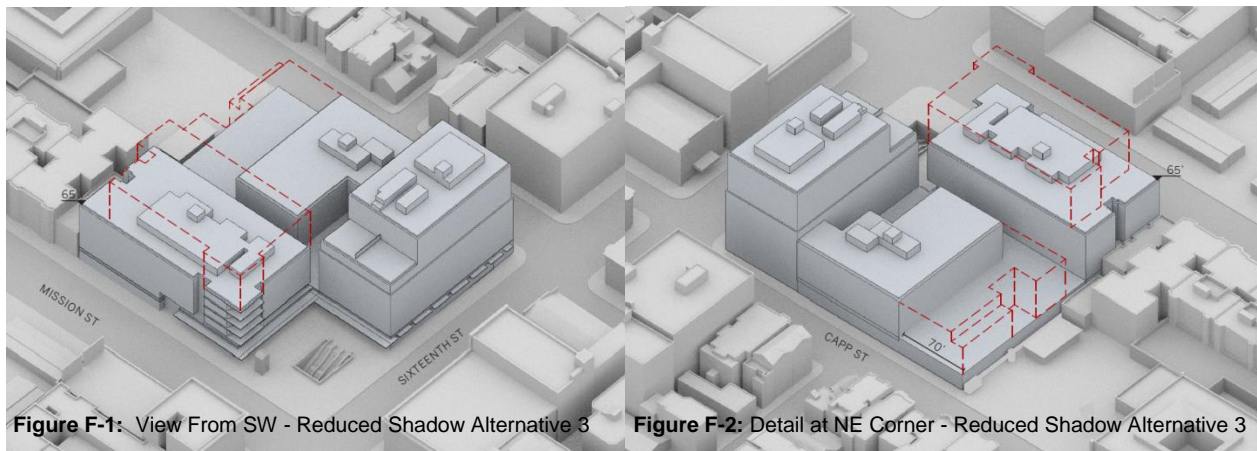 65'
MISSION ST
SIXTEENTH ST
Figure F-1: View From SW - Reduced Shadow Alternative 3
65'
CAPP ST
70'
Figure F-2: Detail at NE Corner - Reduced Shadow Alternative 3